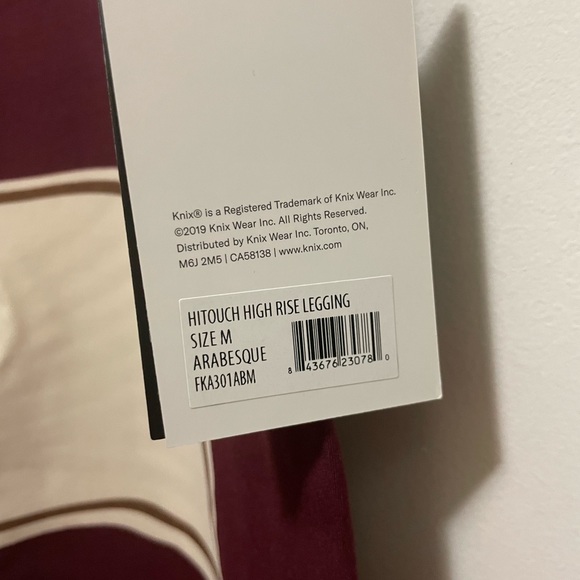 Knix® is a Registered Trademark of Knix Wear Inc.
©2019 Knix Wear Inc. All Rights Reserved.
Distributed by Knix Wear Inc. Toronto, ON,
M6J 2M5 | CA58138 | www.knix.com
HITOUCH HIGH RISE LEGGING
SIZE M
ARABESQUE
FKA301ABM
8 43676 23078 0